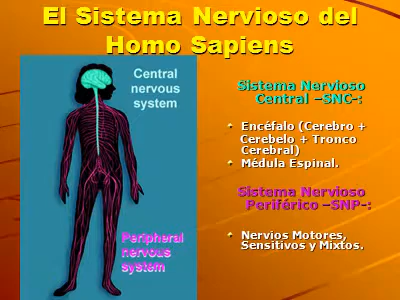 El Sistema Nervioso del
Homo Sapiens
Central
nervous
system
Peripheral
nervous
system
Sistema Nervioso
Central –SNC-:
Encéfalo (Cerebro +
Cerebelo + Tronco
Cerebral)
Médula Espinal.
Sistema Nervioso
Periférico –SNP-:
Nervios Motores,
Sensitivos y Mixtos.